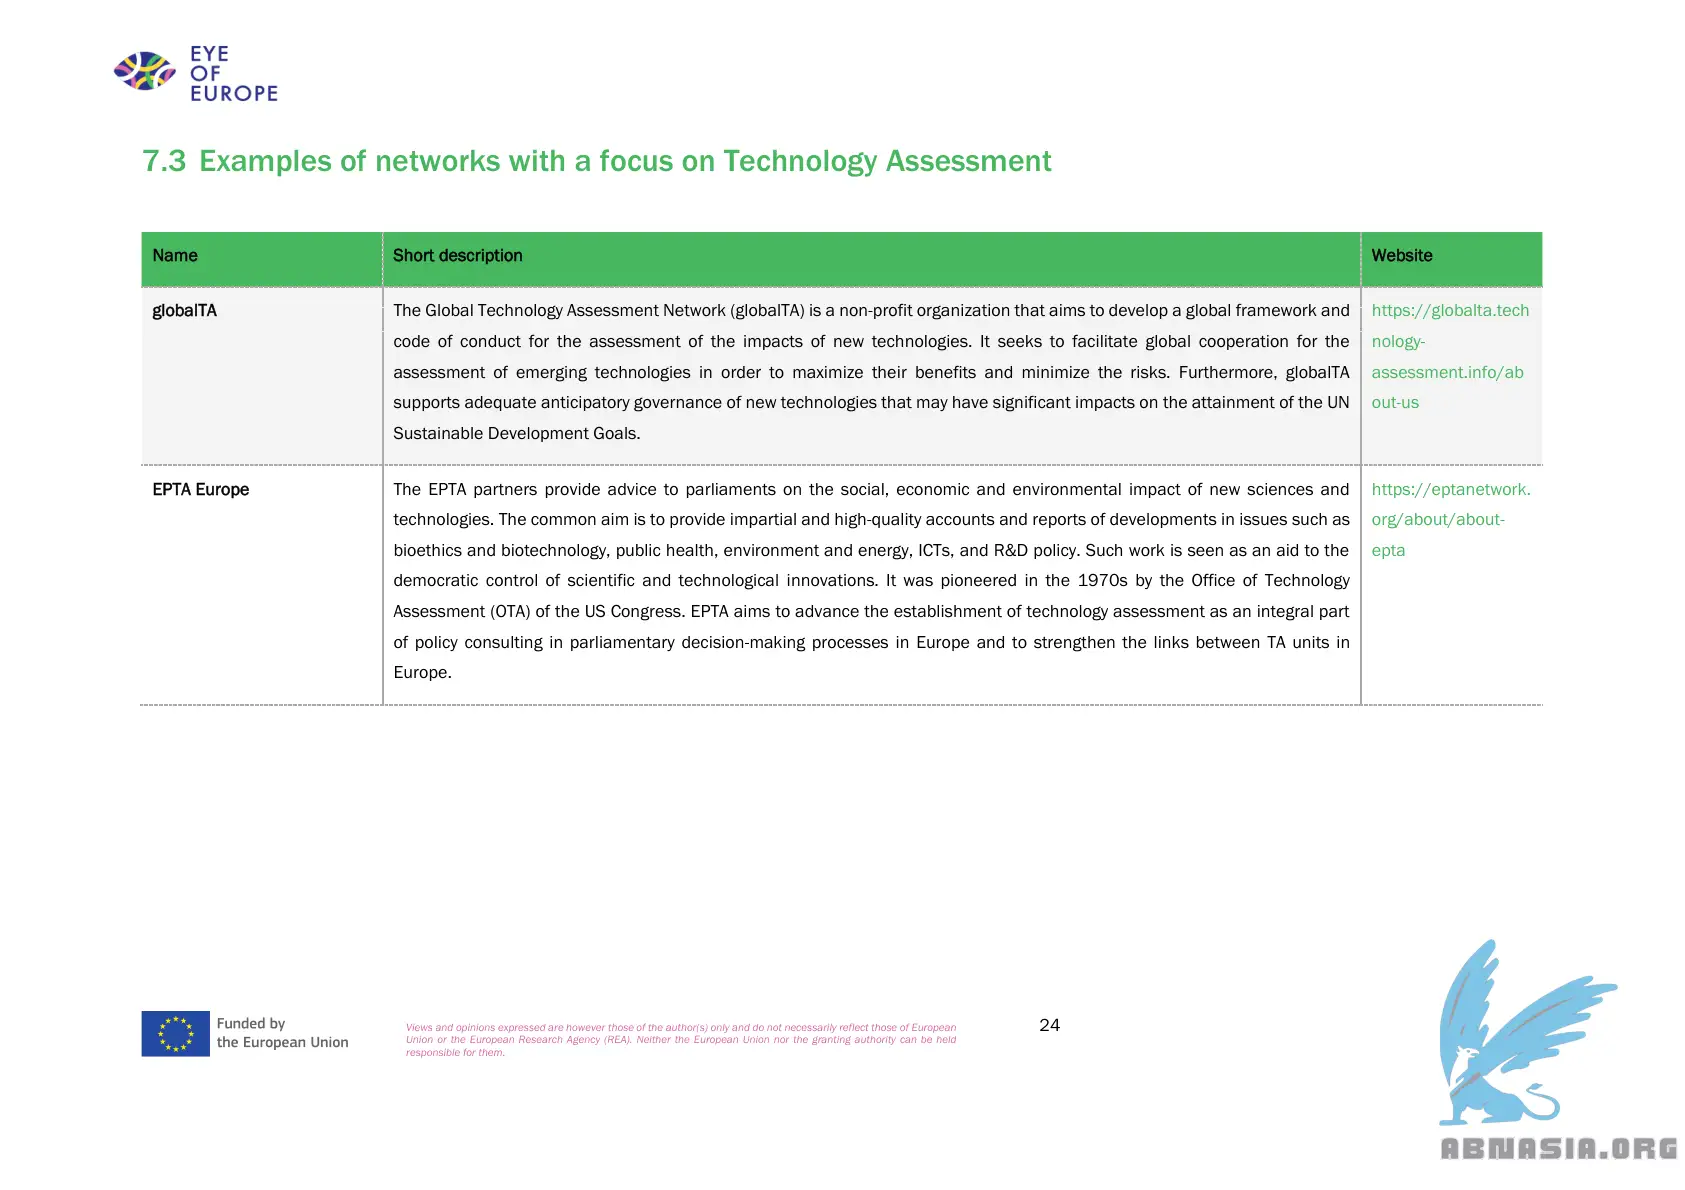 EYE
OF
EUROPE
7.3 Examples of networks with a focus on Technology Assessment
Name
Short description
Website
globalTA
The Global Technology Assessment Network (globalTA) is a non-profit organization that aims to develop a global framework and
code of conduct for the assessment of the impacts of new technologies. It seeks to facilitate global cooperation for the
assessment of emerging technologies in order to maximize their benefits and minimize the risks. Furthermore, globalTA
supports adequate anticipatory governance of new technologies that may have significant impacts on the attainment of the UN
Sustainable Development Goals.
https://globalta.tech
nology-
assessment.info/ab
out-us
EPTA Europe
The EPTA partners provide advice to parliaments on the social, economic and environmental impact of new sciences and
technologies. The common aim is to provide impartial and high-quality accounts and reports of developments in issues such as
bioethics and biotechnology, public health, environment and energy, ICTs, and R&D policy. Such work is seen as an aid to the
democratic control of scientific and technological innovations. It was pioneered in the 1970s by the Office of Technology
Assessment (OTA) of the US Congress. EPTA aims to advance the establishment of technology assessment as an integral part
of policy consulting in parliamentary decision-making processes in Europe and to strengthen the links between TA units in
Europe.
https://eptanetwork.
org/about/about-
epta
Funded by
the European Union
Views and opinions expressed are however those of the author(s) only and do not necessarily reflect those of European
Union or the European Research Agency (REA). Neither the European Union nor the granting authority can be held
responsible for them.
24
ABNASIA.ORG